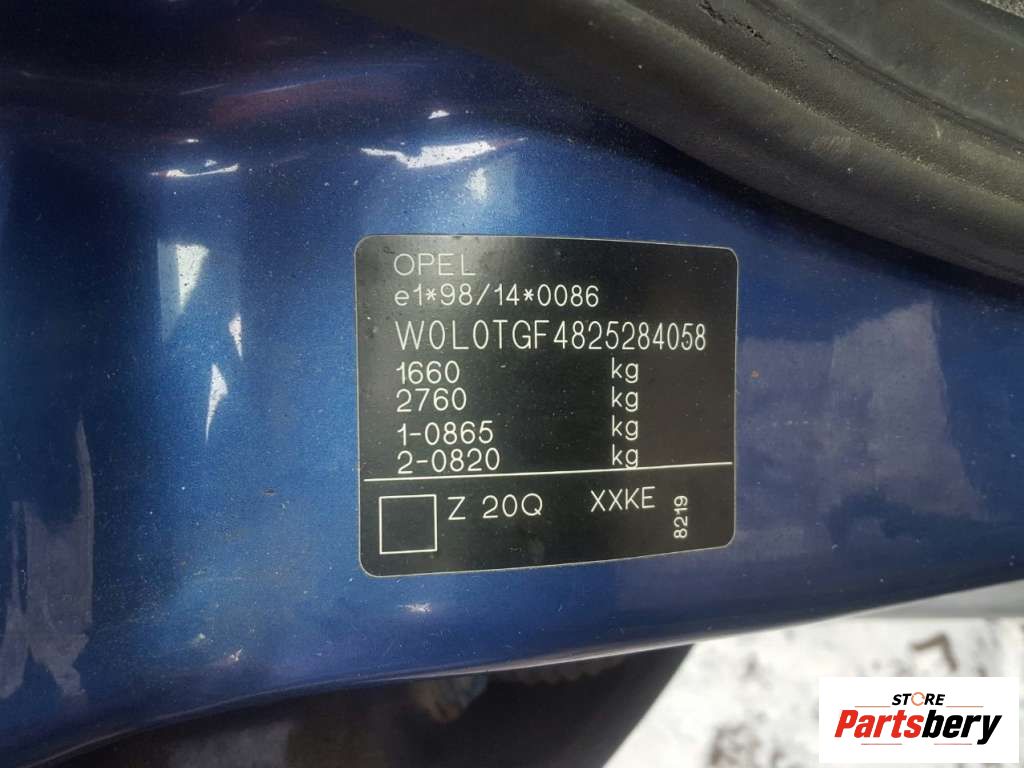 OPEL
e1*98/14*0086
W0L0TGF4825284058
1660 kg
2760 kg
1-0865 kg
2-0820 kg
Z 20Q XXKE
8219
STORE
Partsbery